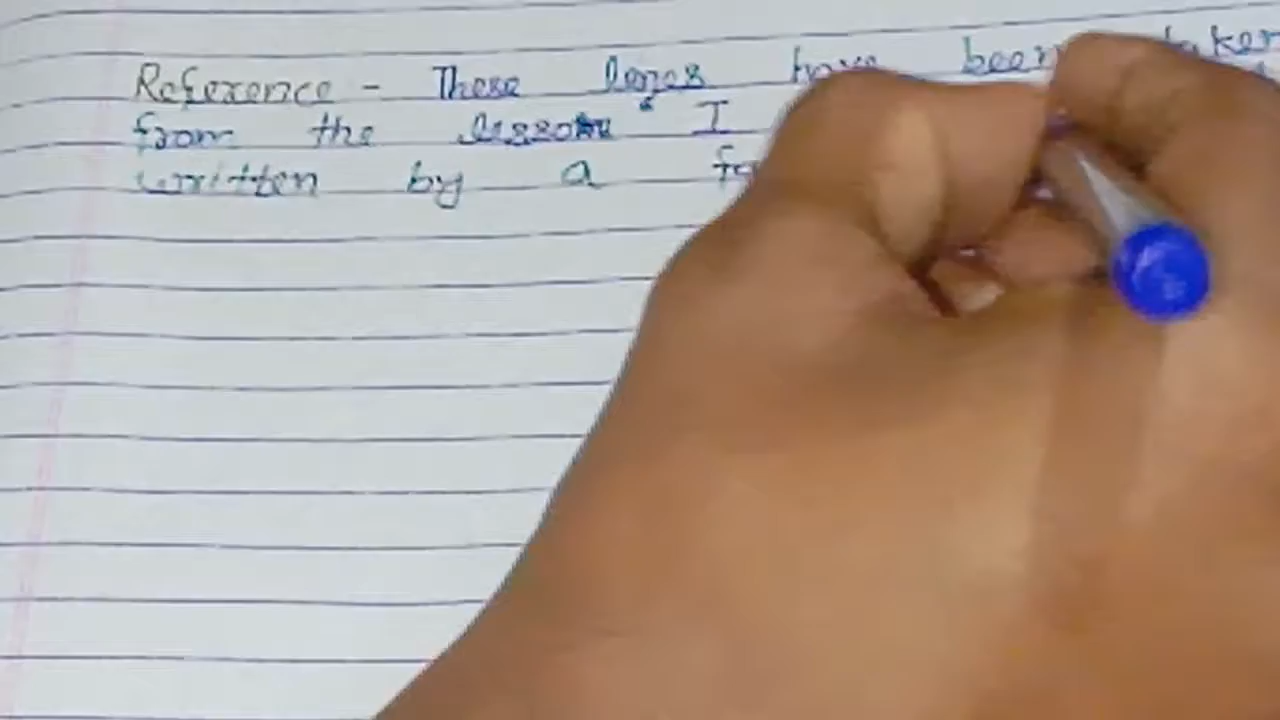 Reference - These lines have been taken
from the lesson " I
written by a